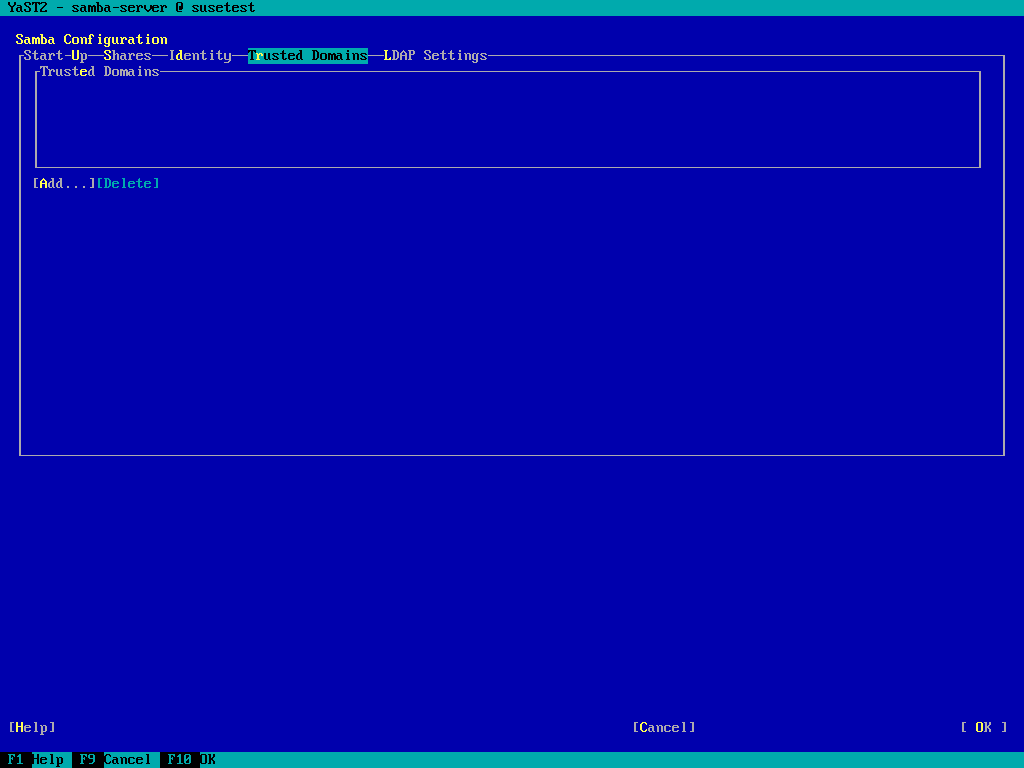 YaST2 - samba-server @ susetest
Samba Configuration
Start-Up Shares Identity Trusted Domains LDAP Settings
Trusted Domains
[Add...][Delete]
[Help] [Cancel] [ OK ]
F1 Help F9 Cancel F10 OK